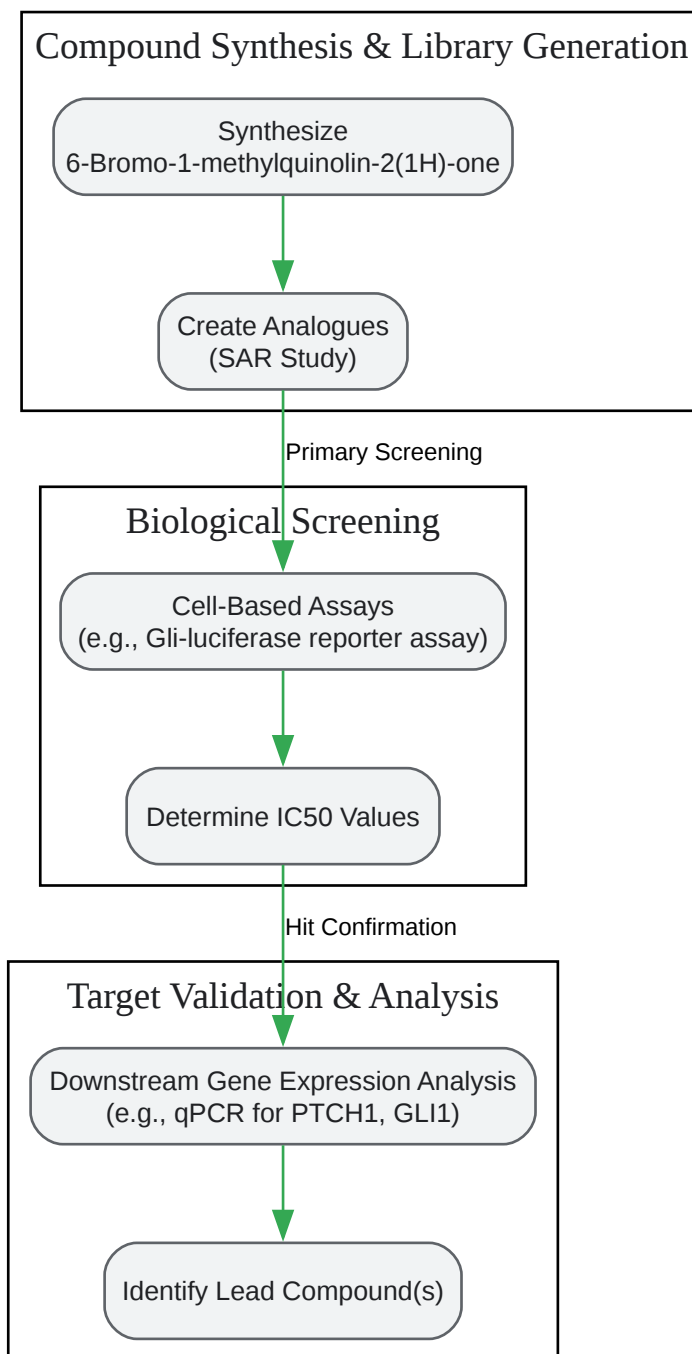 Compound Synthesis & Library Generation
Synthesize
6-Bromo-1-methylquinolin-2(1H)-one
Create Analogues
(SAR Study)
Primary Screening
Biological Screening
Cell-Based Assays
(e.g., Gli-luciferase reporter assay)
Determine IC50 Values
Hit Confirmation
Target Validation & Analysis
Downstream Gene Expression Analysis
(e.g., qPCR for PTCH1, GLI1)
Identify Lead Compound(s)